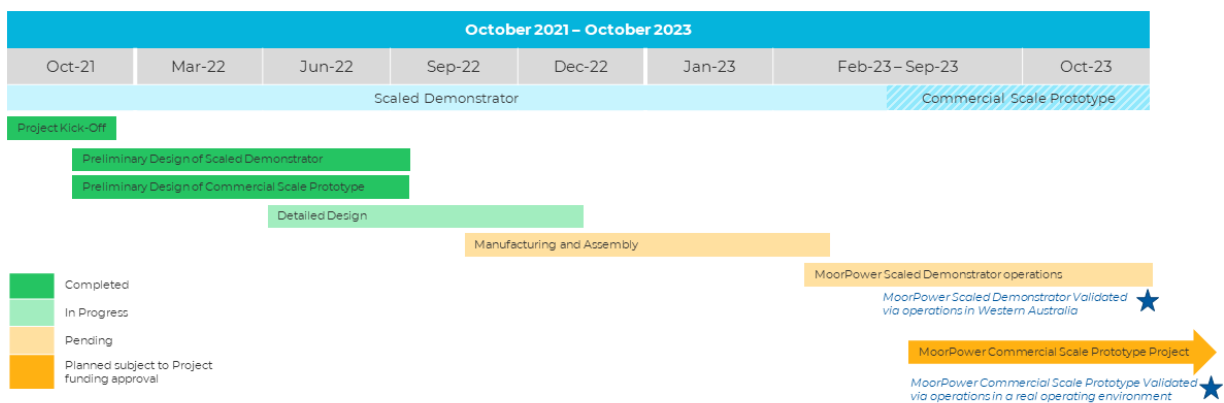 October 2021 – October 2023
Oct-21 Mar-22 Jun-22 Sep-22 Dec-22 Jan-23 Feb-23 – Sep-23 Oct-23
Scaled Demonstrator Commercial Scale Prototype
Project Kick-Off
Preliminary Design of Scaled Demonstrator
Preliminary Design of Commercial Scale Prototype
Detailed Design
Manufacturing and Assembly
MoorPower Scaled Demonstrator operations
MoorPower Scaled Demonstrator Validated
via operations in Western Australia
MoorPower Commercial Scale Prototype Project
MoorPower Commercial Scale Prototype Validated
via operations in a real operating environment
Completed
In Progress
Pending
Planned subject to Project
funding approval